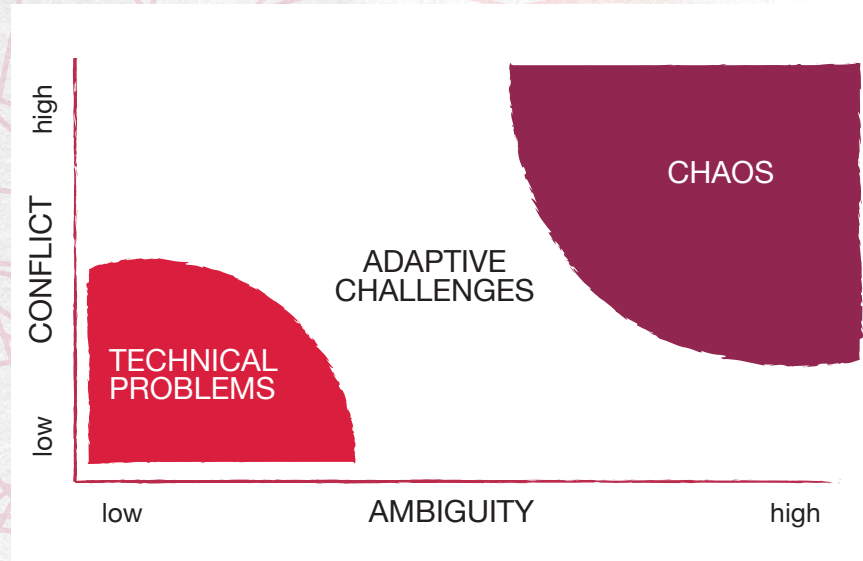 high
CONFLICT
low
CHAOS
ADAPTIVE
CHALLENGES
TECHNICAL
PROBLEMS
low
AMBIGUITY
high